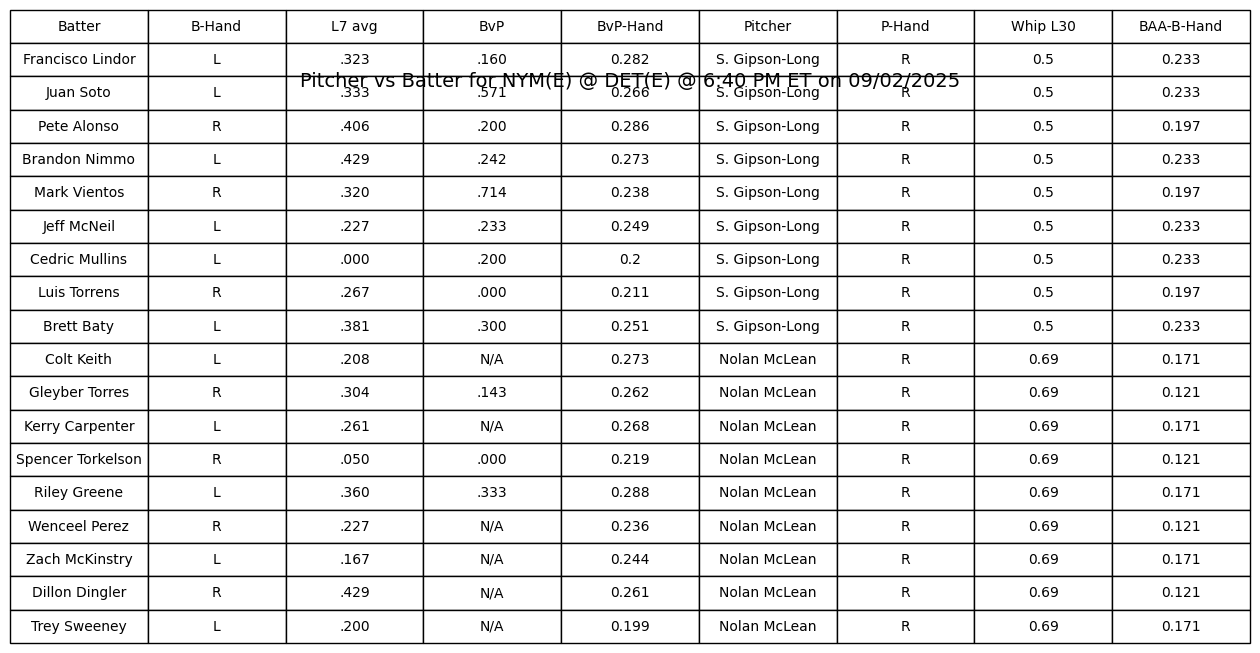 Batter B-Hand L7 avg BvP BvP-Hand Pitcher P-Hand Whip L30 BAA-B-Hand
Francisco Lindor L .323 .160 0.282 S. Gipson-Long R 0.5 0.233
Pitcher vs Batter for NYM(E) @ DET(E) @ 6:40 PM ET on 09/02/2025
Juan Soto L .333 .571 0.266 S. Gipson-Long R 0.5 0.233
Pete Alonso R .406 .200 0.286 S. Gipson-Long R 0.5 0.197
Brandon Nimmo L .429 .242 0.273 S. Gipson-Long R 0.5 0.233
Mark Vientos R .320 .714 0.238 S. Gipson-Long R 0.5 0.197
Jeff McNeil L .227 .233 0.249 S. Gipson-Long R 0.5 0.233
Cedric Mullins L .000 .200 0.2 S. Gipson-Long R 0.5 0.233
Luis Torrens R .267 .000 0.211 S. Gipson-Long R 0.5 0.197
Brett Baty L .381 .300 0.251 S. Gipson-Long R 0.5 0.233
Colt Keith L .208 N/A 0.273 Nolan McLean R 0.69 0.171
Gleyber Torres R .304 .143 0.262 Nolan McLean R 0.69 0.121
Kerry Carpenter L .261 N/A 0.268 Nolan McLean R 0.69 0.171
Spencer Torkelson R .050 .000 0.219 Nolan McLean R 0.69 0.121
Riley Greene L .360 .333 0.288 Nolan McLean R 0.69 0.171
Wenceel Perez R .227 N/A 0.236 Nolan McLean R 0.69 0.121
Zach McKinstry L .167 N/A 0.244 Nolan McLean R 0.69 0.171
Dillon Dingler R .429 N/A 0.261 Nolan McLean R 0.69 0.121
Trey Sweeney L .200 N/A 0.199 Nolan McLean R 0.69 0.171